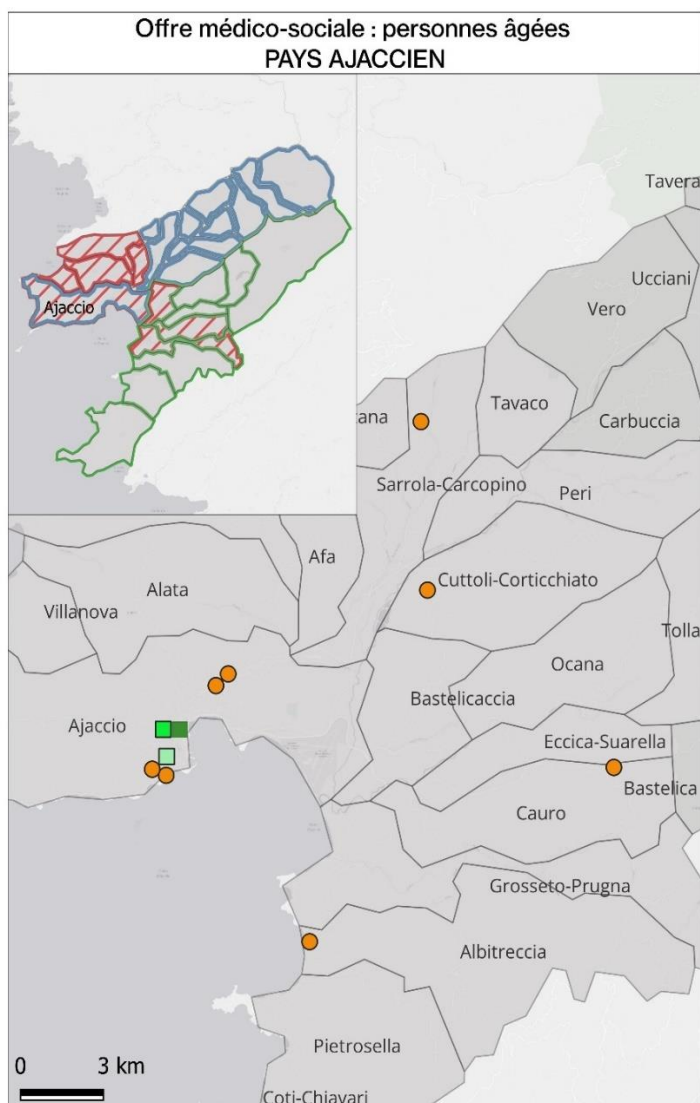 Offre médico-sociale : personnes âgées
PAYS AJACCIEN
Ajaccio
Tavera
Ucciani
Vero
Tavaco
rana
Carbuccia
Sarrola-Carcopino
Peri
Afa
Alata
Cuttoli-Corticchiato
Villanova
Tolla
Ocana
Bastelicaccia
Ajaccio
Eccica-Suarella
Bastelica
Cauro
Grosseto-Prugna
Albitreccia
Pietrosella
0 3 km
Coti-Chiavari